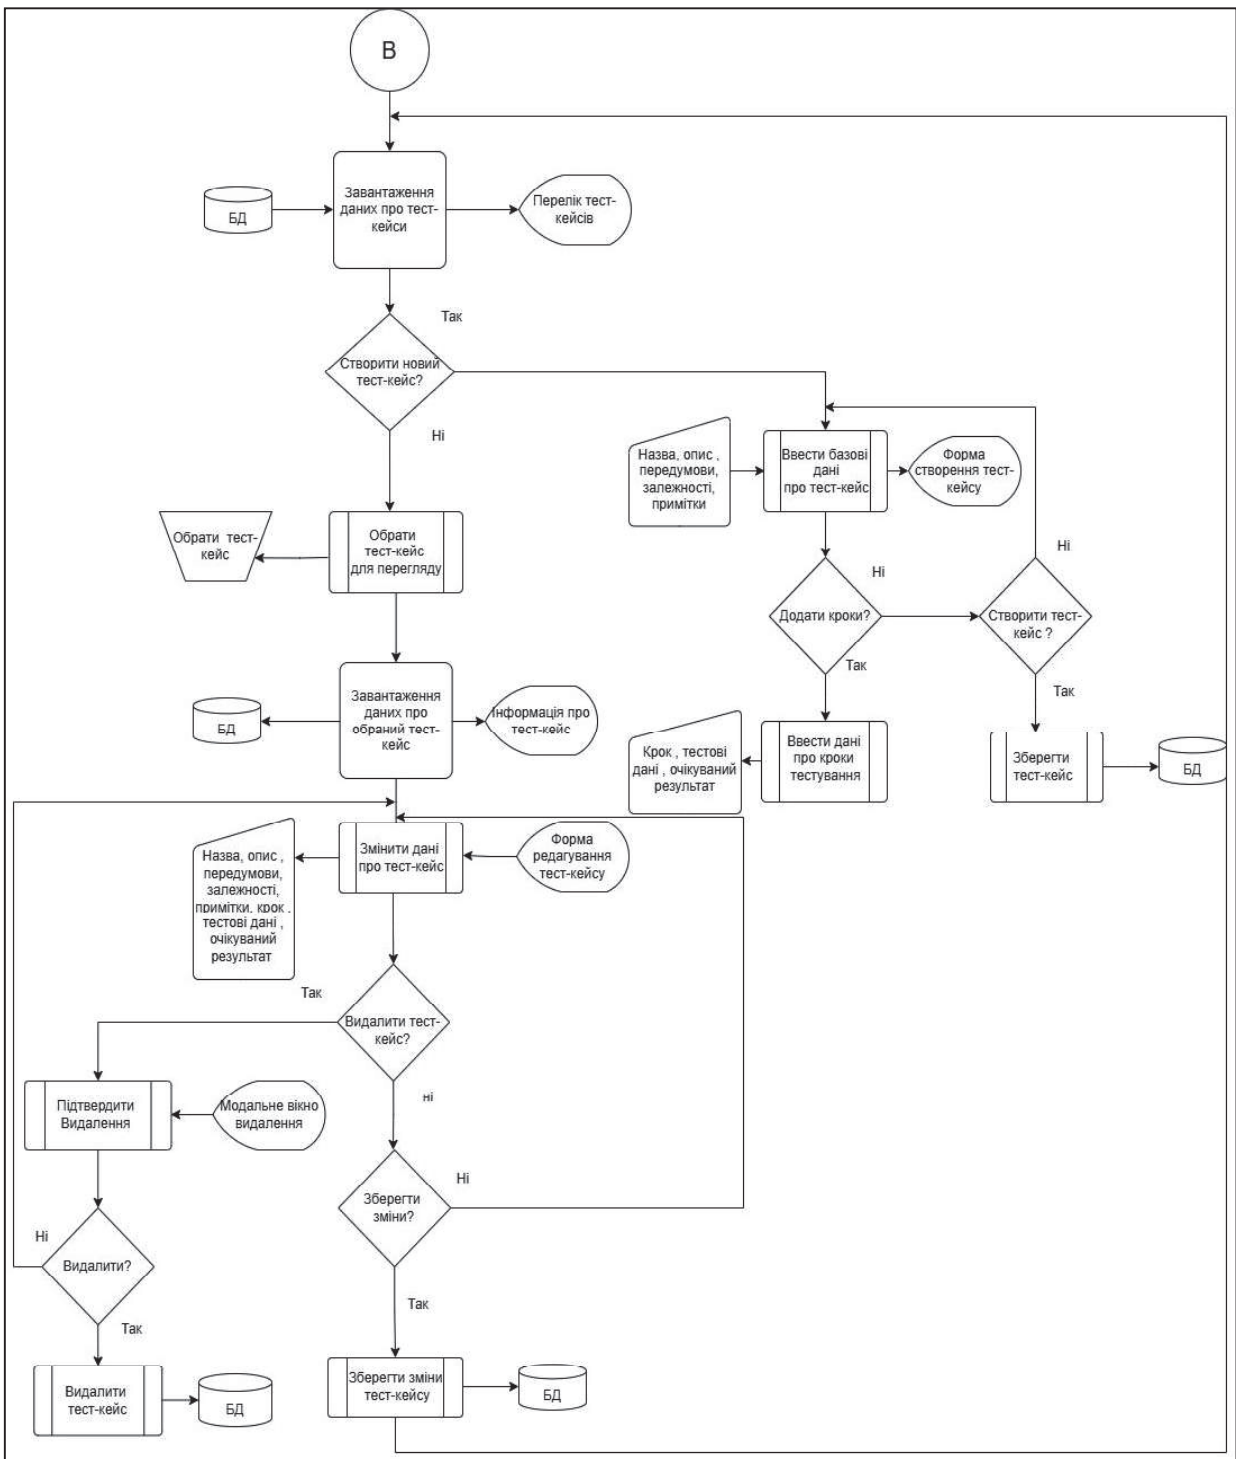 В
Завантаження
даних про тест-
кейси
БД
Перелік тест-
кейсів
Так
Створити новий
тест-кейс?
Ні
Назва, опис ,
передумови,
залежності,
примітки
Ввести базові
дані
про тест-кейс
Форма
створення тест-
кейсу
Обрати тест-
кейс
Обрати
тест-кейс
для перегляду
Ні
Ні
Додати кроки?
Створити тест-
кейс ?
Так
Так
БД
Завантаження
даних про
обраний тест-
кейс
Інформація про
тест-кейс
Крок , тестові
дані , очікуваний
результат
Ввести дані
про кроки
тестування
Зберегти
тест-кейс
БД
Назва, опис ,
передумови,
залежності,
примітки, крок ,
тестові дані ,
очікуваний
результат
Змінити дані
про тест-кейс
Форма
редагування
тест-кейсу
Так
Видалити тест-
кейс?
ні
Підтвердити
Видалення
Модальне вікно
видалення
Ні
Зберегти
зміни?
Ні
Видалити?
Так
Так
Видалити
тест-кейс
БД
Зберегти зміни
тест-кейсу
БД